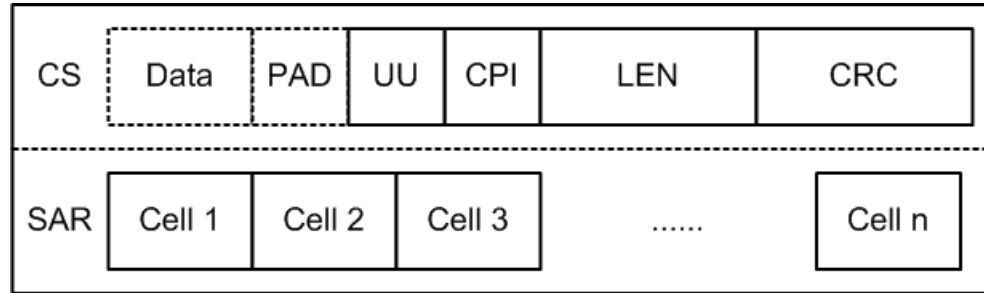 CS Data PAD UU CPI LEN CRC
SAR Cell 1 Cell 2 Cell 3 ...... Cell n